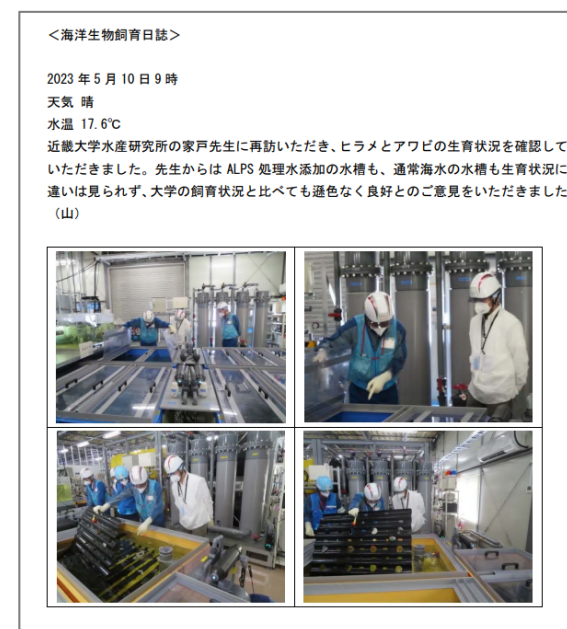 ＜海洋生物飼育日誌＞
2023 年 5 月 10 日 9 時
天気 晴
水温 17.6℃
近畿大学水産研究所の家戸先生に再訪いただき、ヒラメとアワビの生育状況を確認して
いただきました。先生からは ALPS 処理水添加の水槽も、通常海水の水槽も生育状況に
違いは見られず、大学の飼育状況と比べても遜色なく良好とのご意見をいただきました
（山）